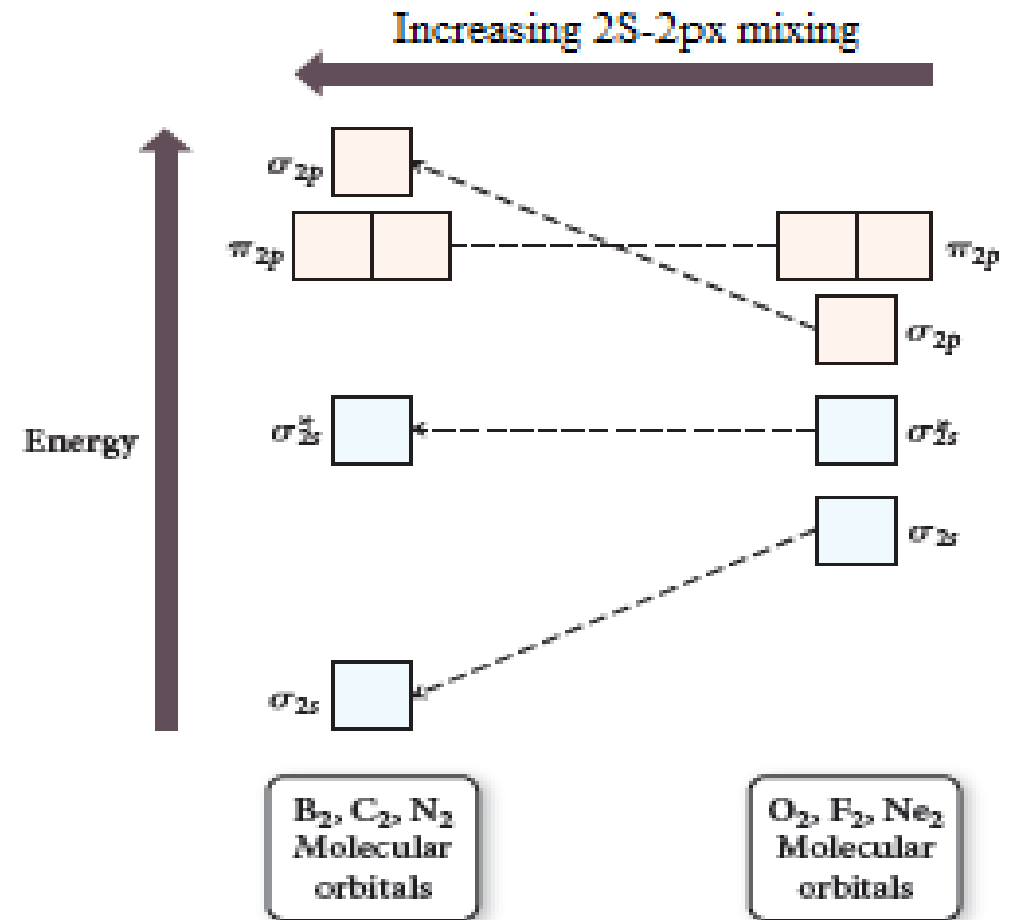 Increasing 2S-2px mixing
σ2p
π2p
π2p
σ2p
σ*2s
σ*2s
Energy
σ2s
σ2s
B2, C2, N2
Molecular
orbitals
O2, F2, Ne2
Molecular
orbitals